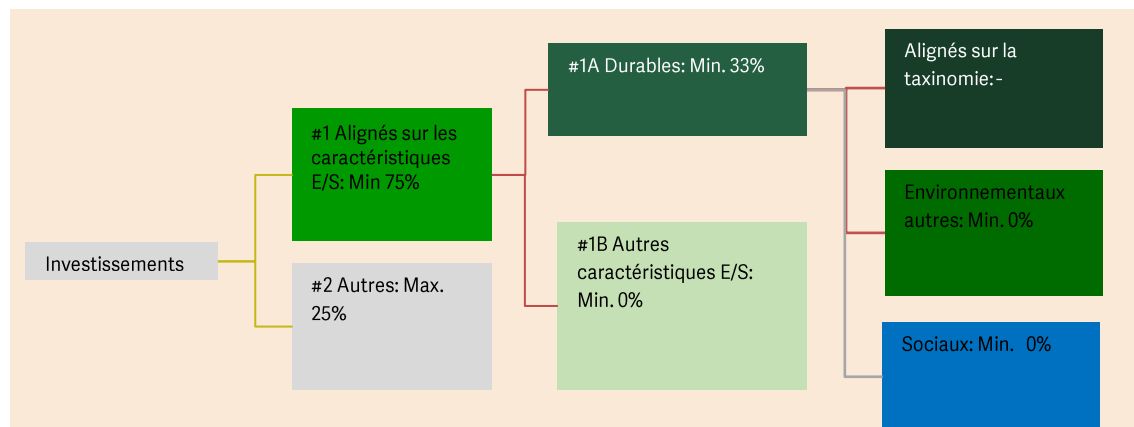 Investissements
#1 Alignés sur les
caractéristiques
E/S: Min 75%
#2 Autres: Max.
25%
#1A Durables: Min. 33%
#1B Autres
caractéristiques E/S:
Min. 0%
Alignés sur la
taxinomie:-
Environnementaux
autres: Min. 0%
Sociaux: Min. 0%